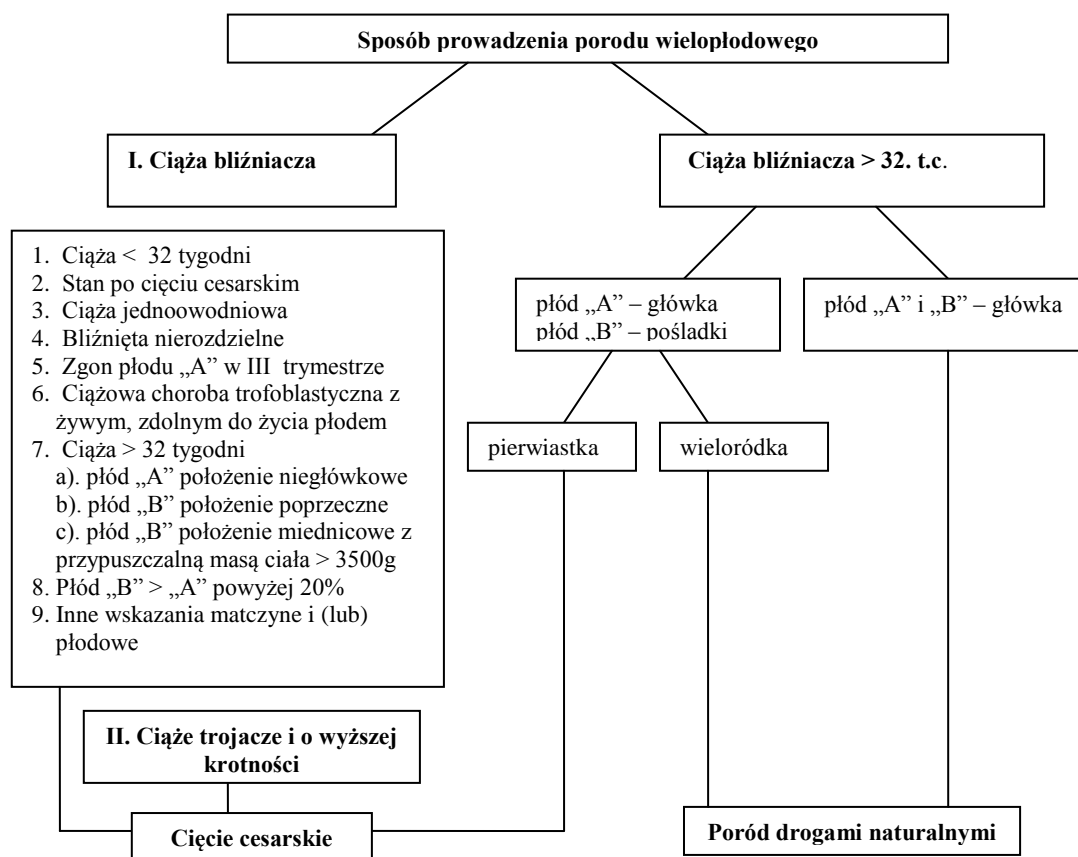 Sposób prowadzenia porodu wielopłodowego
I. Ciąża bliźniacza
Ciąża bliźniacza > 32. t.c.
1. Ciąża < 32 tygodni
2. Stan po cięciu cesarskim
3. Ciąża jednoowodniowa
4. Bliźnięta nierozdzielne
5. Zgon płodu „A” w III trymestrze
6. Ciążowa choroba trofoblastyczna z
żywym, zdolnym do życia płodem
7. Ciąża > 32 tygodni
a). płód „A” położenie niegłówkowe
b). płód „B” położenie poprzeczne
c). płód „B” położenie miednicowe z
przypuszczalną masą ciała > 3500g
8. Płód „B” > „A” powyżej 20%
9. Inne wskazania matczyne i (lub)
płodowe
płód „A” – główka
płód „B” – pośladki
płód „A” i „B” – główka
pierwiastka
wieloródka
II. Ciąże trojacze i o wyższej
krotności
Cięcie cesarskie
Poród drogami naturalnymi